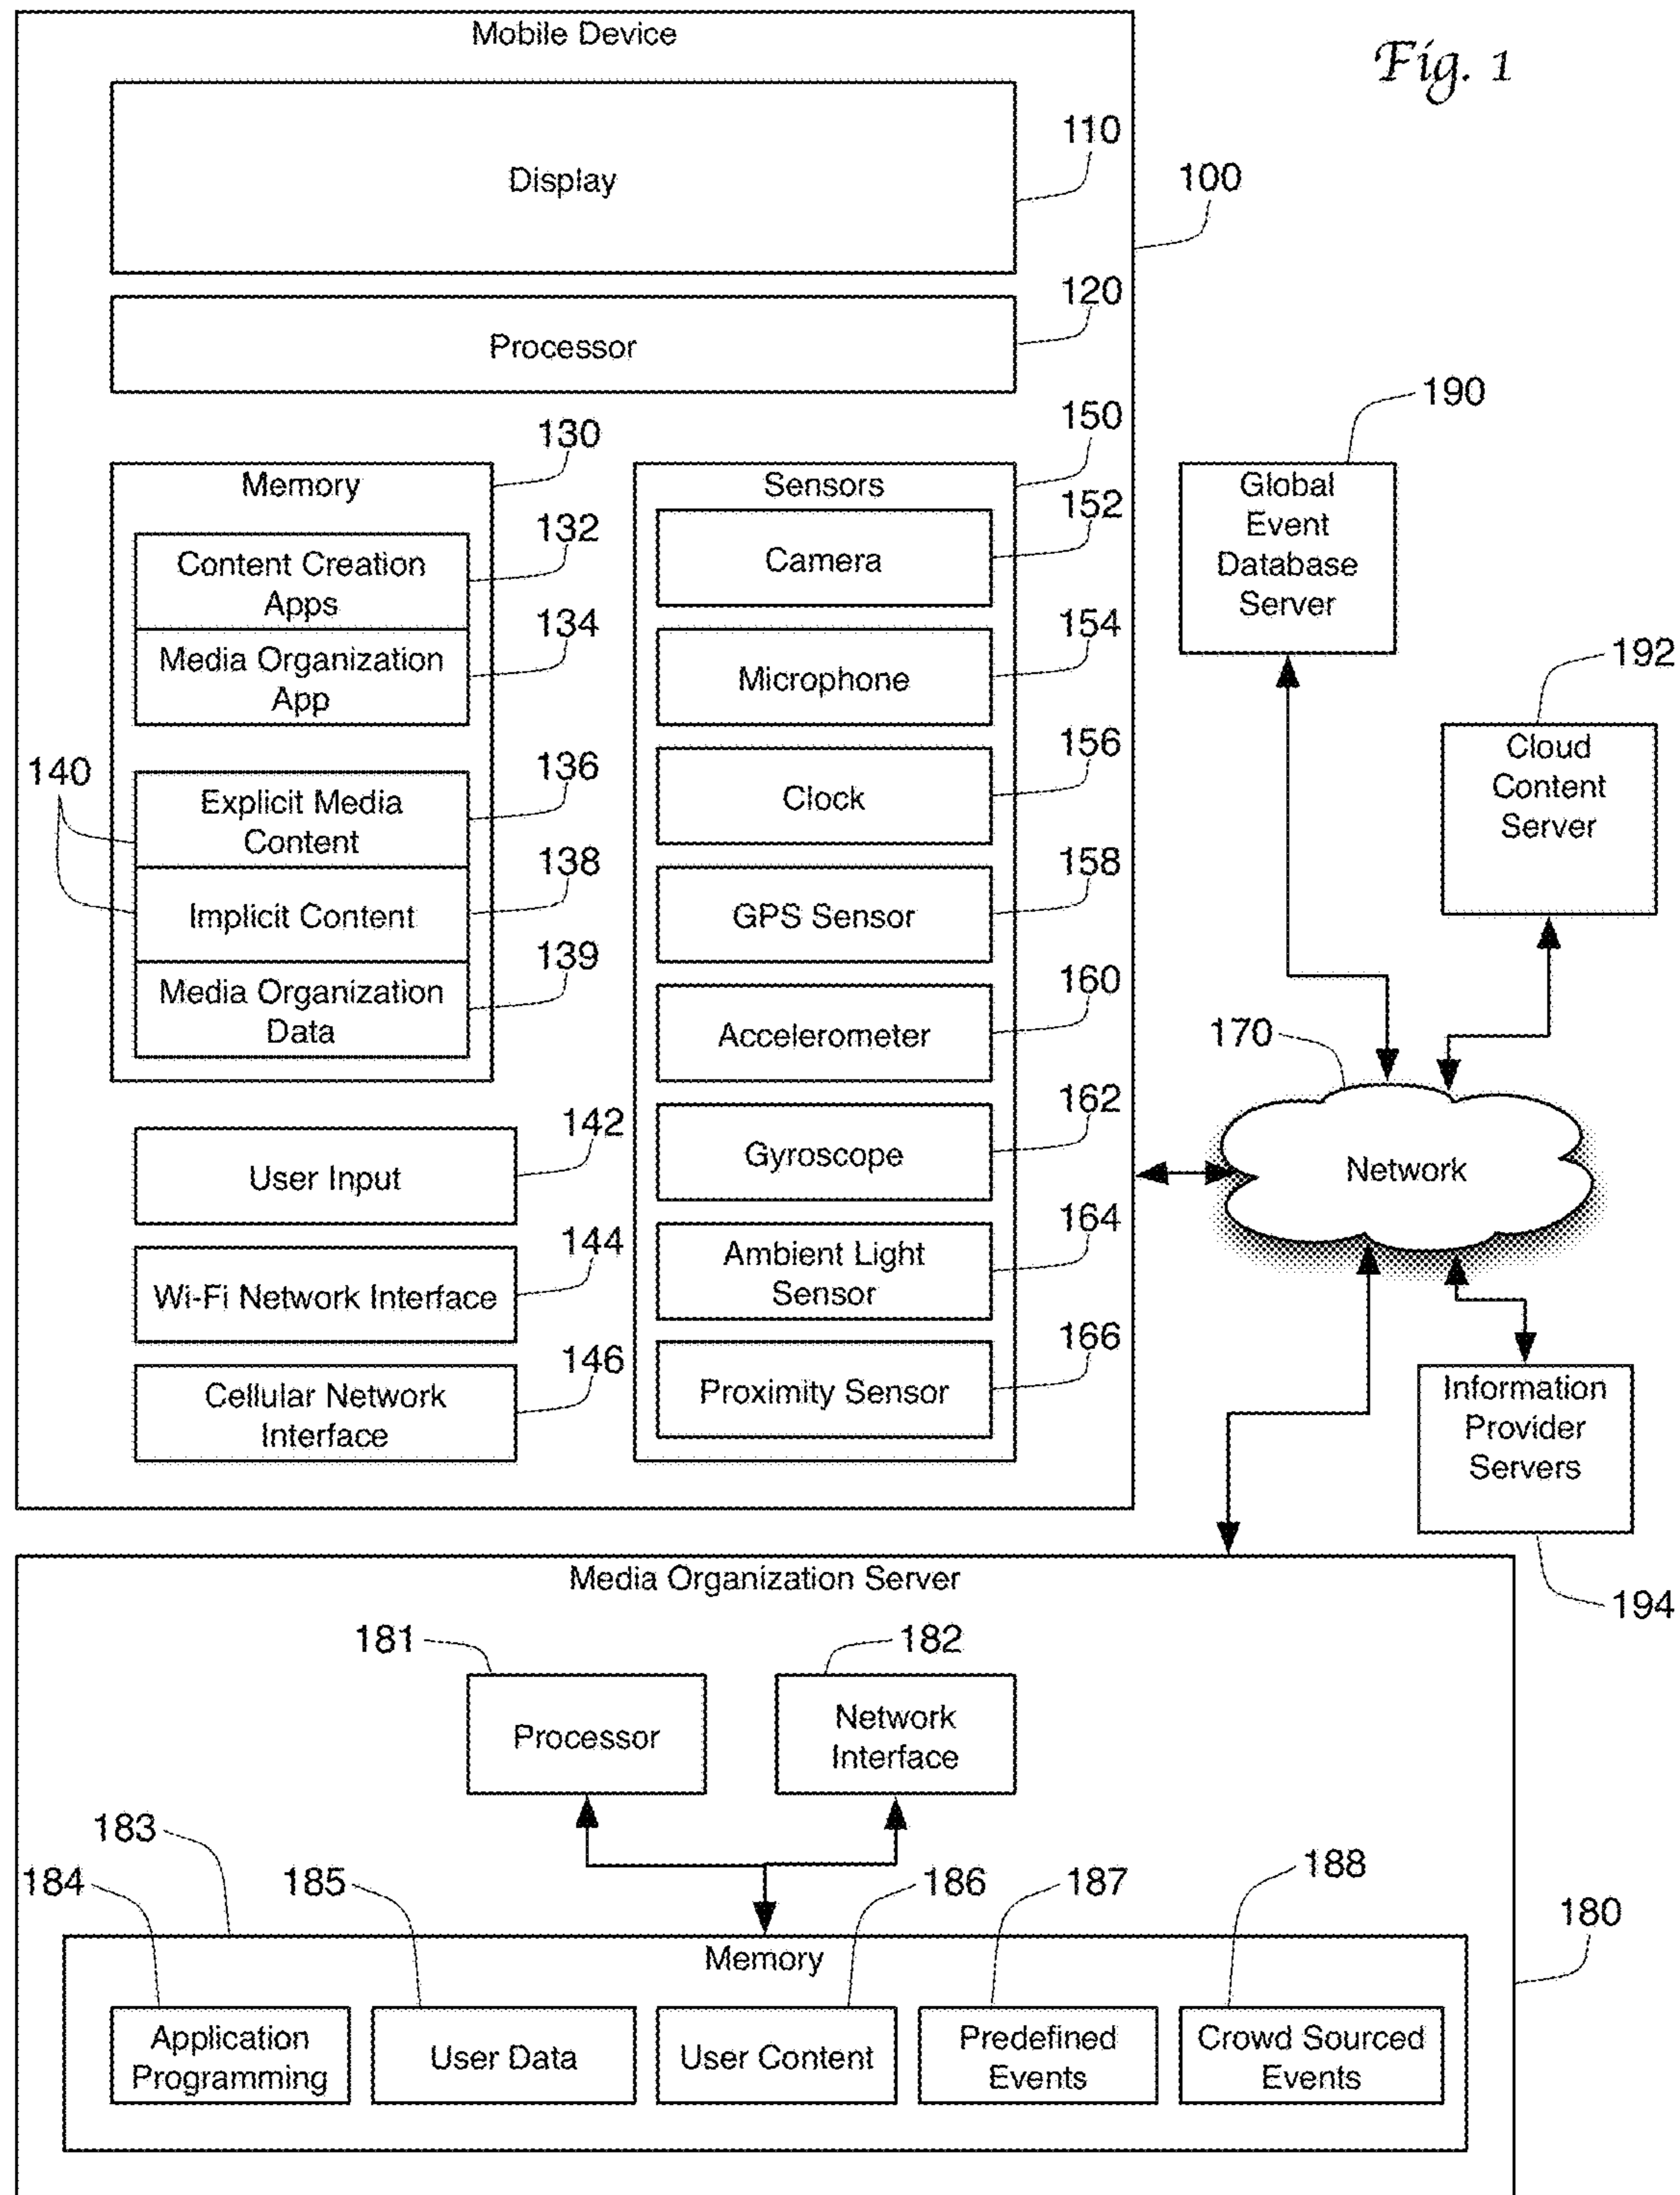 Mobile Device
Fig. 1
Display
110
100
Processor
120
130
Memory
132
Content Creation
Apps
134
Media Organization
App
140
136
Explicit Media
Content
138
Implicit Content
139
Media Organization
Data
142
User Input
144
Wi-Fi Network Interface
146
Cellular Network
Interface
150
Sensors
152
Camera
154
Microphone
156
Clock
158
GPS Sensor
160
Accelerometer
162
Gyroscope
164
Ambient Light
Sensor
166
Proximity Sensor
190
Global
Event
Database
Server
192
Cloud
Content
Server
170
Network
Information
Provider
Servers
194
Media Organization Server
181
182
Processor
Network
Interface
183
184
185
186
187
188
180
Memory
Application
Programming
User Data
User Content
Predefined
Events
Crowd Sourced
Events